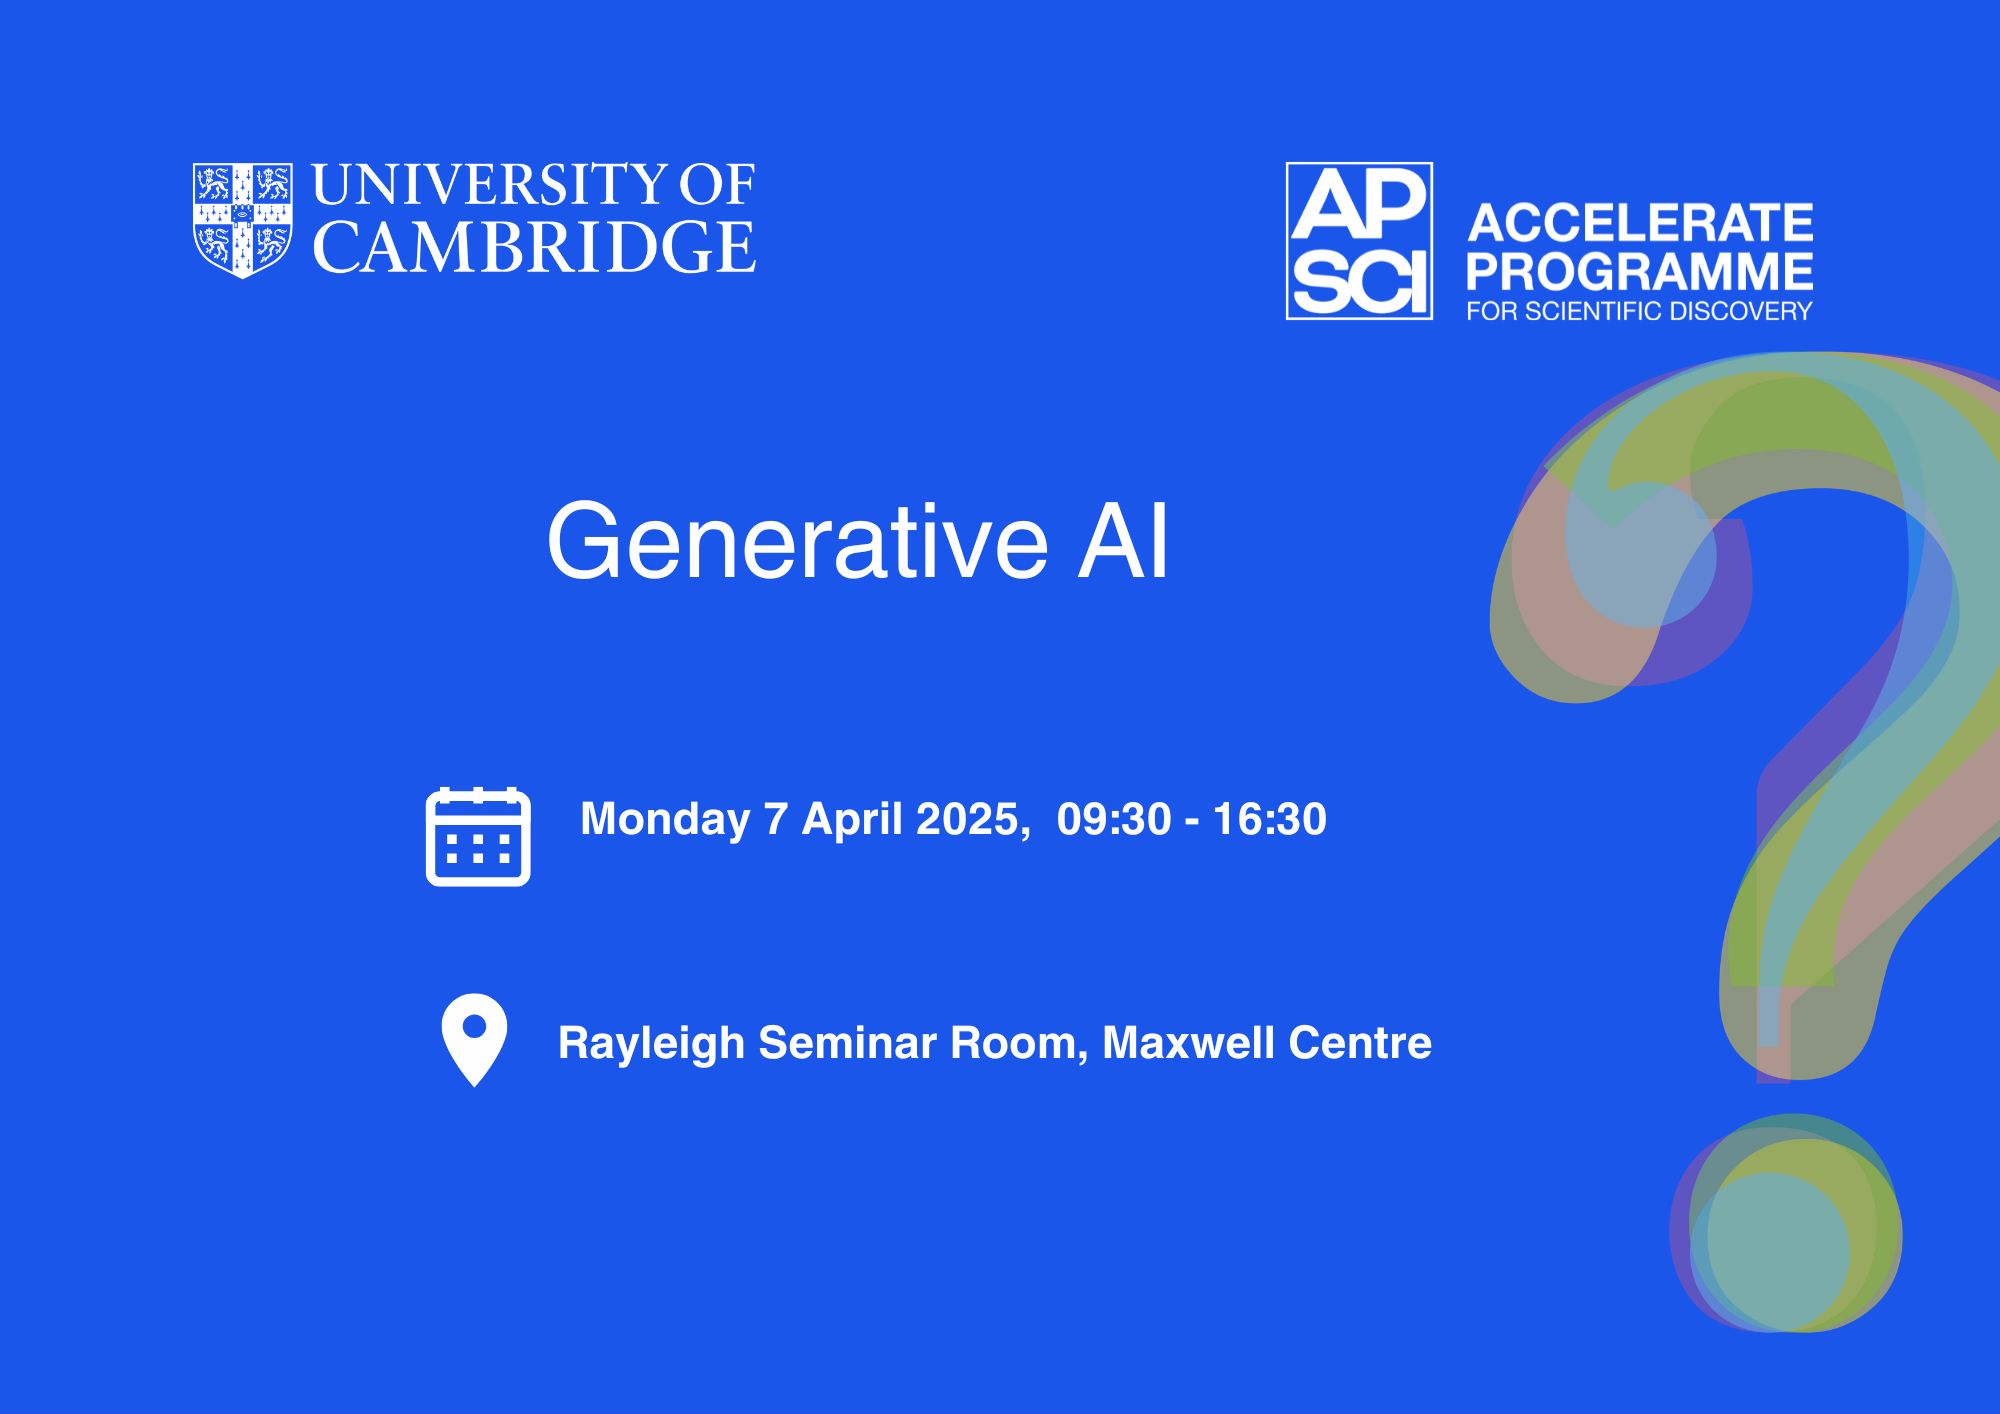 UNIVERSITY OF
CAMBRIDGE
AP
SCI
ACCELERATE
PROGRAMME
FOR SCIENTIFIC DISCOVERY
Generative AI
Monday 7 April 2025, 09:30 - 16:30
Rayleigh Seminar Room, Maxwell Centre
?